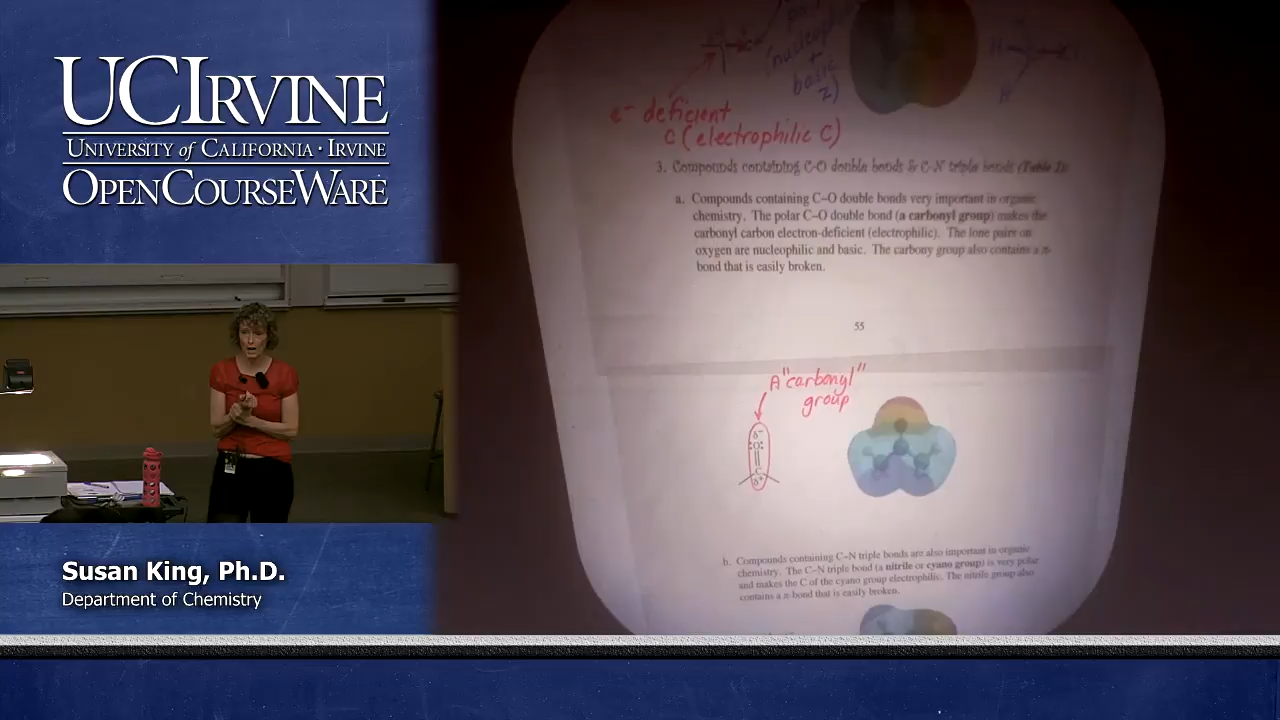 UCIRVINE
UNIVERSITY of CALIFORNIA · IRVINE
OPENCOURSEWARE
Susan King, Ph.D.
Department of Chemistry
(nucleoph
+
basic
Z)
e⁻ deficient
C (electrophilic C)
3. Compounds containing C-O double bonds & C-N triple bonds (Table 2):
a. Compounds containing C–O double bonds very important in organic
chemistry. The polar C–O double bond (a carbonyl group) makes the
carbonyl carbon electron-deficient (electrophilic). The lone pairs on
oxygen are nucleophilic and basic. The carbony group also contains a π-
bond that is easily broken.
55
A "carbonyl"
group
δ⁻
:O:
C
δ⁺
b. Compounds containing C–N triple bonds are also important in organic
chemistry. The C–N triple bond (a nitrile or cyano group) is very polar
and makes the C of the cyano group electrophilic. The nitrile group also
contains a π-bond that is easily broken.